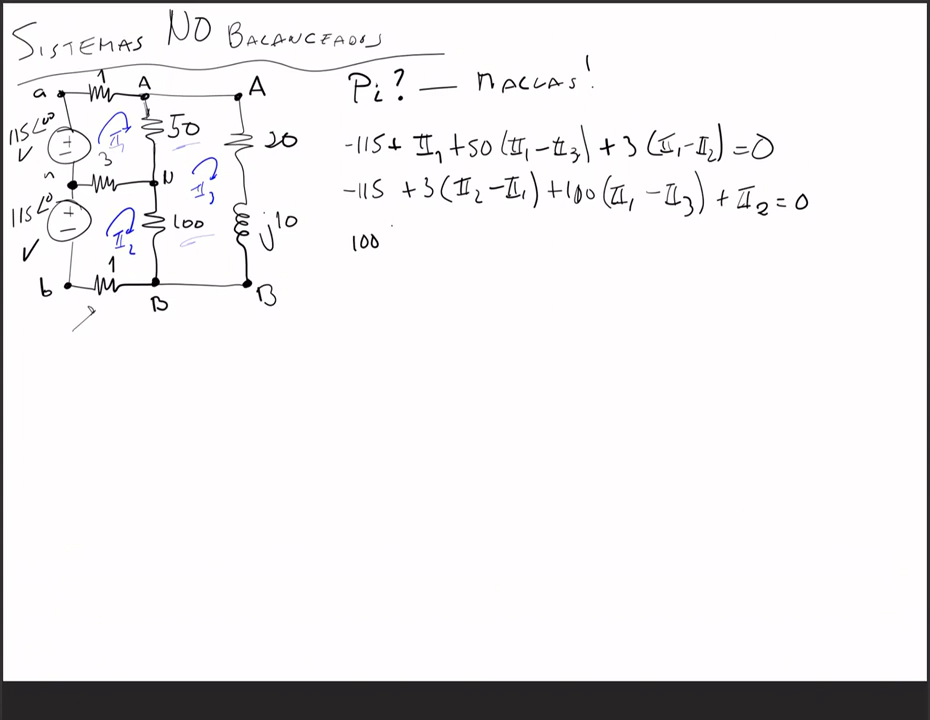 SISTEMAS NO BALANCEADOS
Pi? — MALLAS!
a
1
A
A
115∠0°
+
−
I1
50
20
3
n
N
I3
115∠0°
+
−
I2
100
j10
1
b
B
B
-115 + I1 + 50 (I1 - I3) + 3 (I1 - I2) = 0
-115 + 3 (I2 - I1) + 100 (I1 - I3) + I2 = 0
100